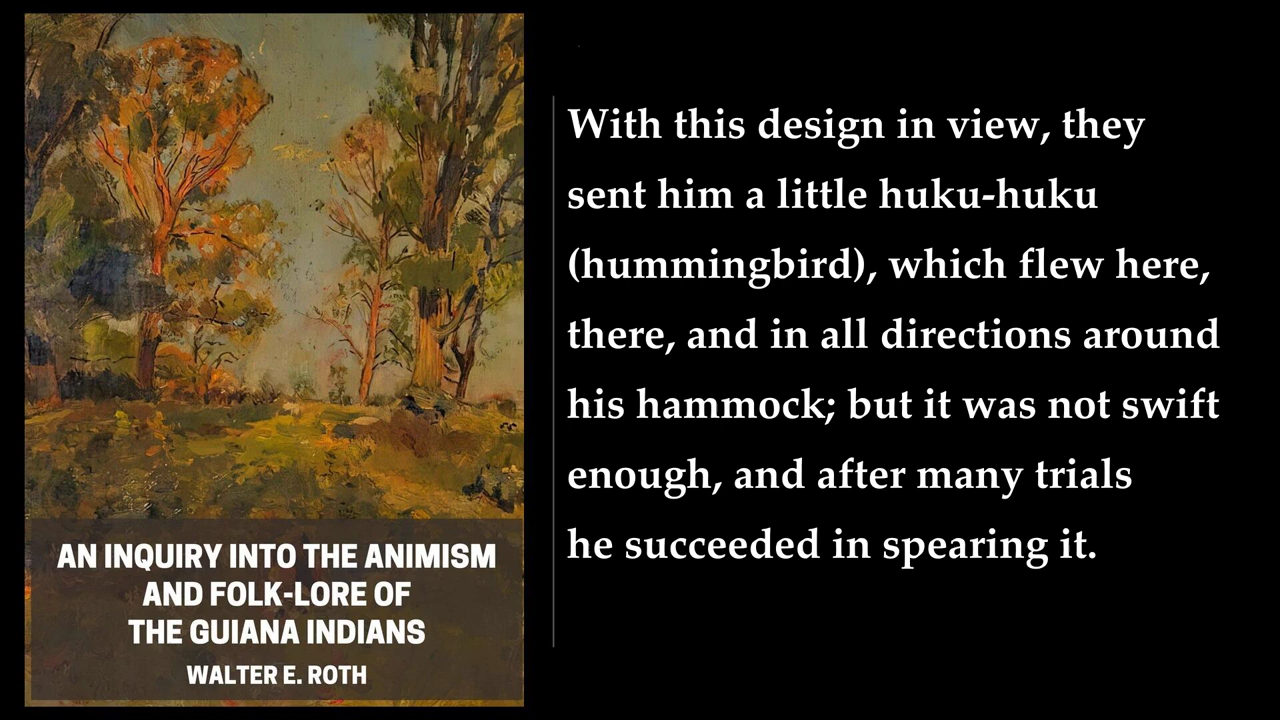 AN INQUIRY INTO THE ANIMISM
AND FOLK-LORE OF
THE GUIANA INDIANS
WALTER E. ROTH
With this design in view, they
sent him a little huku-huku
(hummingbird), which flew here,
there, and in all directions around
his hammock; but it was not swift
enough, and after many trials
he succeeded in spearing it.